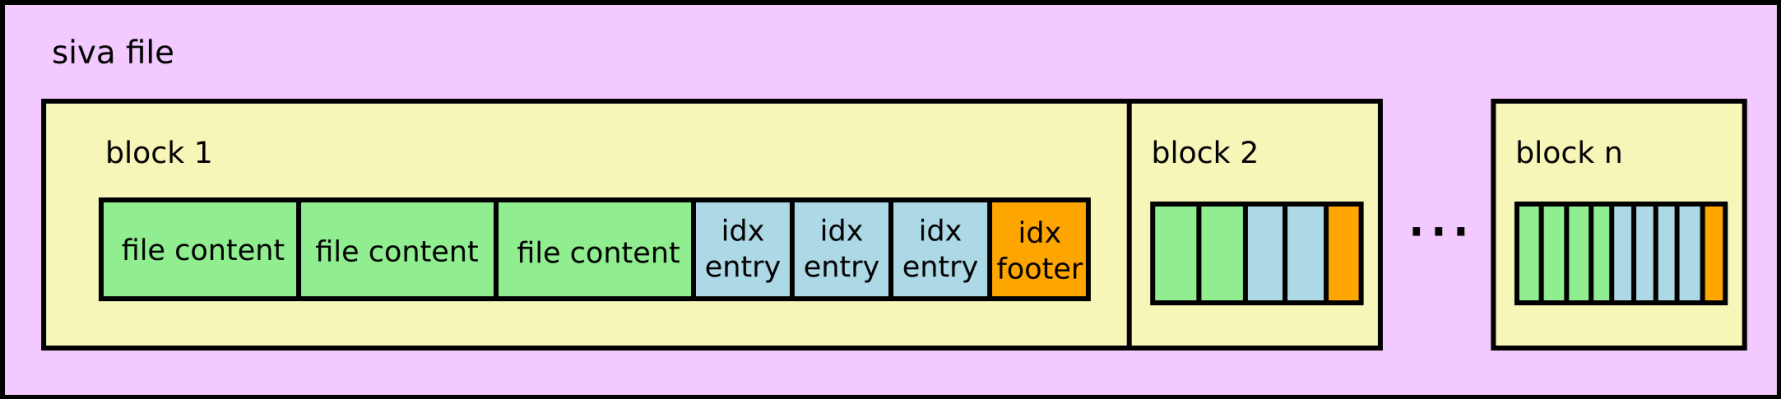 siva file
block 1
block 2
block n
file content
file content
file content
idx
entry
idx
entry
idx
entry
idx
footer
...